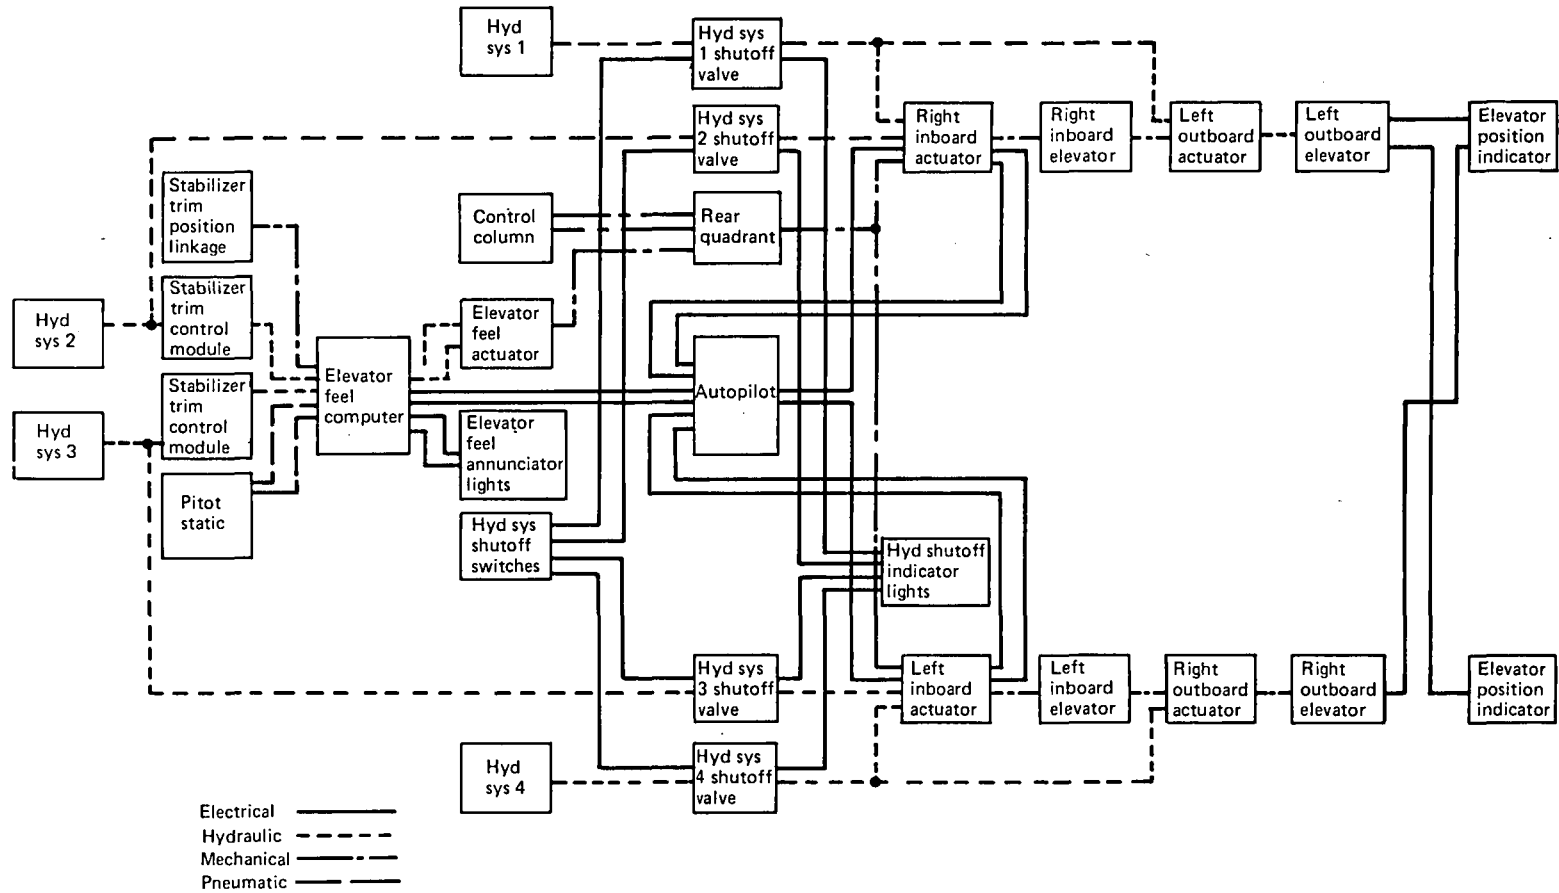 Hyd
sys 1
Hyd sys
1 shutoff
valve
Hyd sys
2 shutoff
valve
Right
inboard
actuator
Right
inboard
elevator
Left
outboard
actuator
Left
outboard
elevator
Elevator
position
indicator
Stabilizer
trim
position
linkage
Control
column
Rear
quadrant
Hyd
sys 2
Stabilizer
trim
control
module
Elevator
feel
actuator
Elevator
feel
computer
Autopilot
Hyd
sys 3
Stabilizer
trim
control
module
Elevator
feel
annunciator
lights
Pitot
static
Hyd sys
shutoff
switches
Hyd shutoff
indicator
lights
Hyd sys
3 shutoff
valve
Left
inboard
actuator
Left
inboard
elevator
Right
outboard
actuator
Right
outboard
elevator
Elevator
position
indicator
Hyd
sys 4
Hyd sys
4 shutoff
valve
Electrical
Hydraulic
Mechanical
Pneumatic